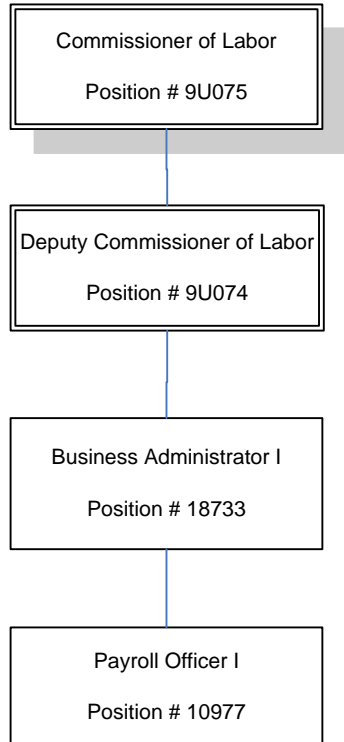 Commissioner of Labor
Position # 9U075
Deputy Commissioner of Labor
Position # 9U074
Business Administrator I
Position # 18733
Payroll Officer I
Position # 10977